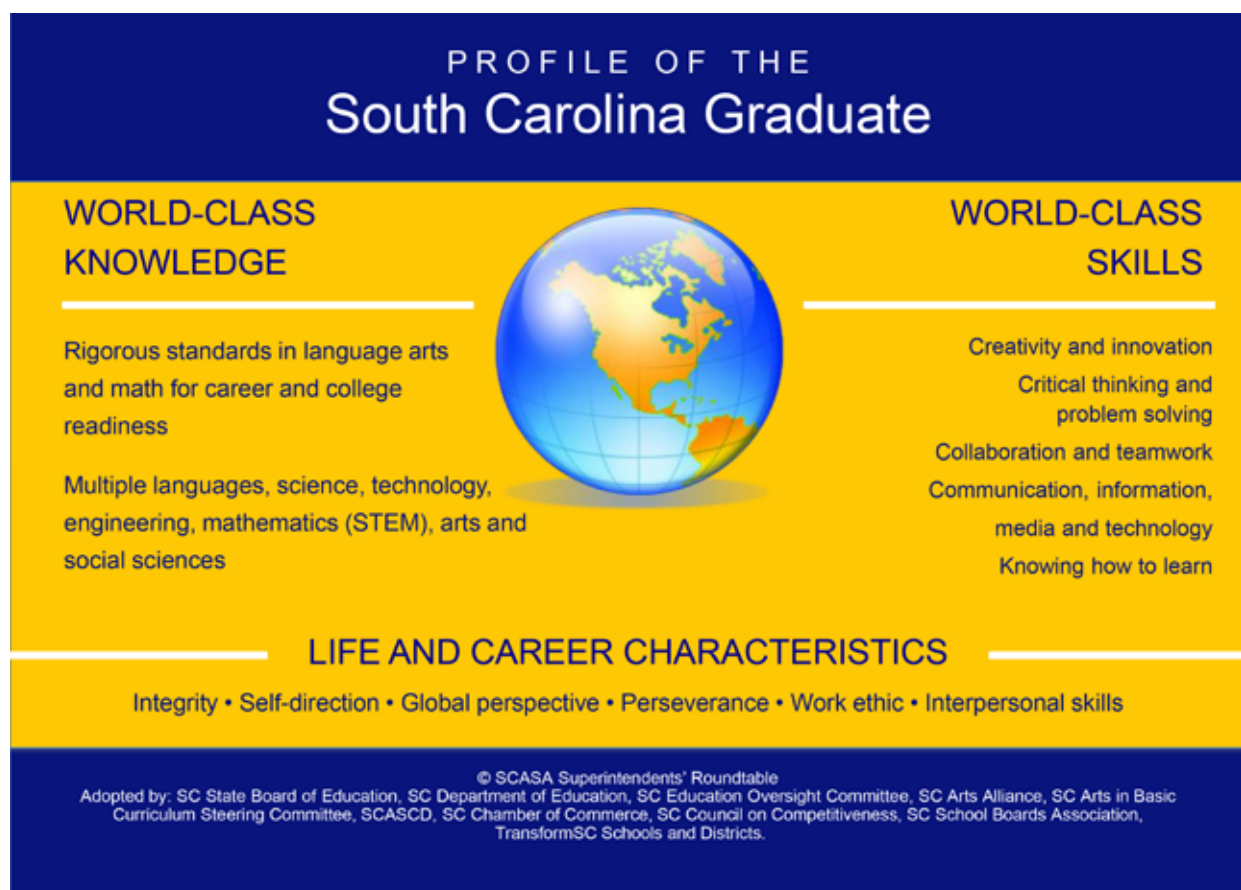 PROFILE OF THE
South Carolina Graduate
WORLD-CLASS
KNOWLEDGE
Rigorous standards in language arts
and math for career and college
readiness
Multiple languages, science, technology,
engineering, mathematics (STEM), arts and
social sciences
WORLD-CLASS
SKILLS
Creativity and innovation
Critical thinking and
problem solving
Collaboration and teamwork
Communication, information,
media and technology
Knowing how to learn
LIFE AND CAREER CHARACTERISTICS
Integrity • Self-direction • Global perspective • Perseverance • Work ethic • Interpersonal skills
© SCASA Superintendents' Roundtable
Adopted by: SC State Board of Education, SC Department of Education, SC Education Oversight Committee, SC Arts Alliance, SC Arts in Basic
Curriculum Steering Committee, SCASCD, SC Chamber of Commerce, SC Council on Competitiveness, SC School Boards Association,
TransformSC Schools and Districts.